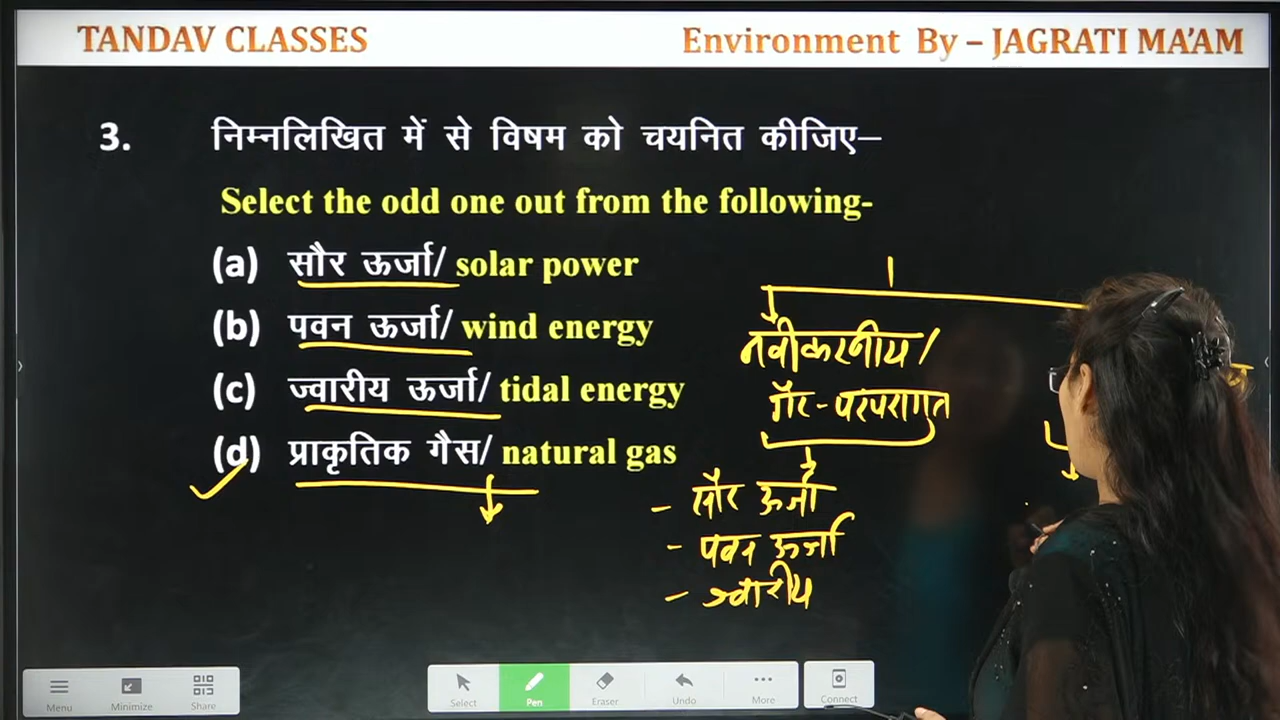 TANDAV CLASSES
Environment By – JAGRATI MA'AM
3. निम्नलिखित में से विषम को चयनित कीजिए–
Select the odd one out from the following-
(a) सौर ऊर्जा/ solar power
(b) पवन ऊर्जा/ wind energy
(c) ज्वारीय ऊर्जा/ tidal energy
(d) प्राकृतिक गैस/ natural gas
नवीकरणीय/
गैर-परंपरागत
- सौर ऊर्जा
- पवन ऊर्जा
- ज्वारीय
Menu
Minimize
Share
Select
Pen
Eraser
Undo
More
Connect